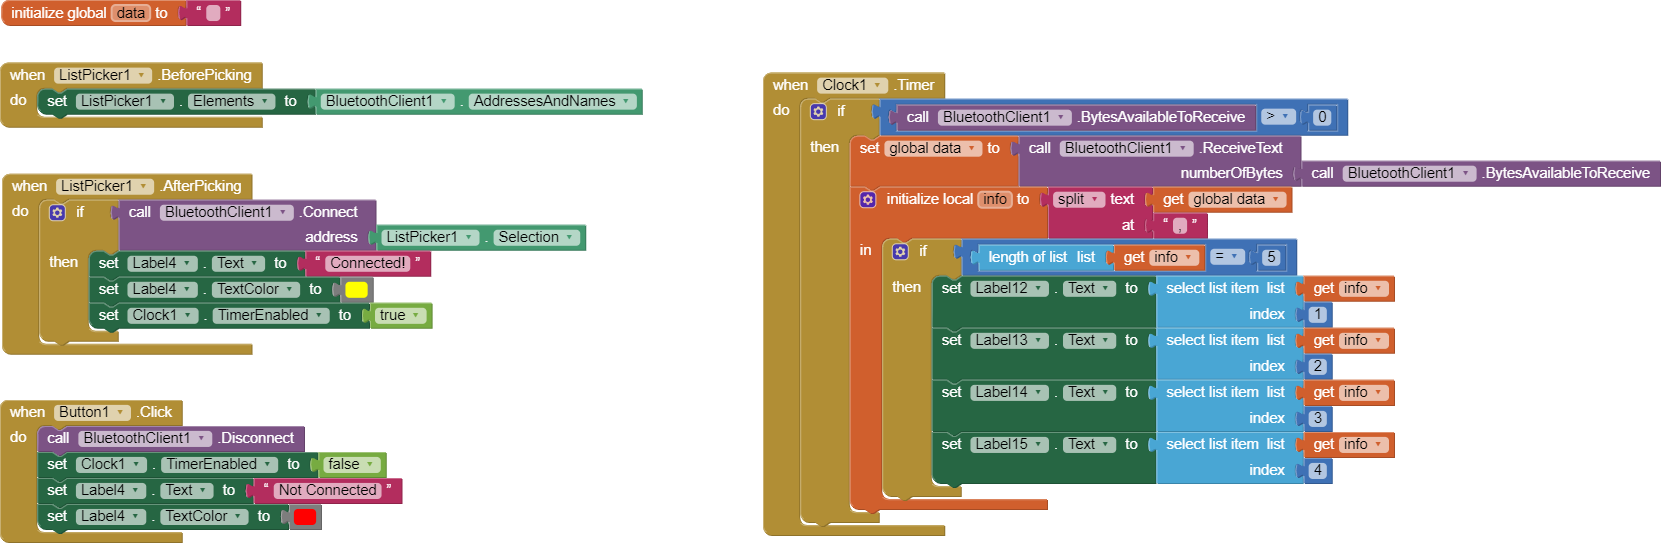 initialize global data to " "
when ListPicker1 .BeforePicking
do set ListPicker1 . Elements to BluetoothClient1 . AddressesAndNames
when ListPicker1 .AfterPicking
do if call BluetoothClient1 .Connect
address ListPicker1 . Selection
then set Label4 . Text to " Connected! "
set Label4 . TextColor to
set Clock1 . TimerEnabled to true
when Button1 .Click
do call BluetoothClient1 .Disconnect
set Clock1 . TimerEnabled to false
set Label4 . Text to " Not Connected "
set Label4 . TextColor to
when Clock1 .Timer
do if call BluetoothClient1 .BytesAvailableToReceive > 0
then set global data to call BluetoothClient1 .ReceiveText
numberOfBytes call BluetoothClient1 .BytesAvailableToReceive
initialize local info to split text get global data
at " , "
in if length of list list get info = 5
then set Label12 . Text to select list item list get info
index 1
set Label13 . Text to select list item list get info
index 2
set Label14 . Text to select list item list get info
index 3
set Label15 . Text to select list item list get info
index 4